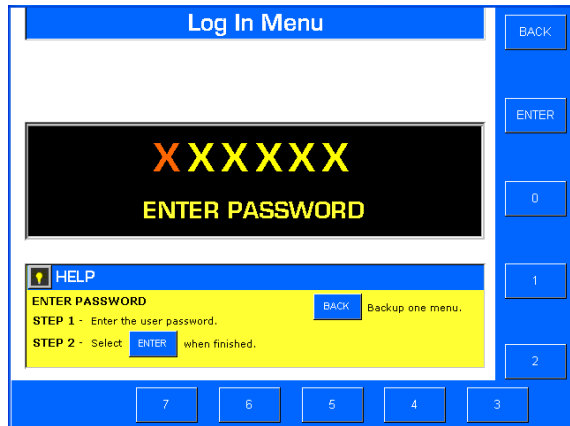 Log In Menu
BACK
ENTER
XXXXXX
ENTER PASSWORD
0
HELP
ENTER PASSWORD
STEP 1 - Enter the user password.
STEP 2 - Select ENTER when finished.
BACK Backup one menu.
1
2
7 6 5 4 3